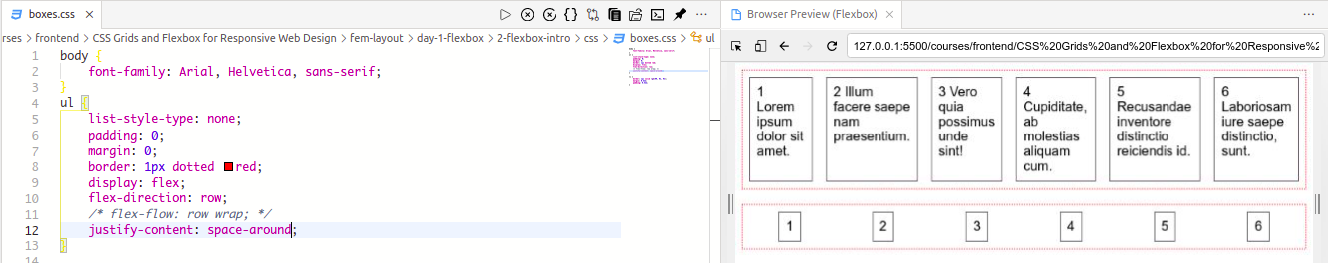 boxes.css
rses > frontend > CSS Grids and Flexbox for Responsive Web Design > fem-layout > day-1-flexbox > 2-flexbox-intro > css > boxes.css > ul
1 body {
2 font-family: Arial, Helvetica, sans-serif;
3 }
4 ul {
5 list-style-type: none;
6 padding: 0;
7 margin: 0;
8 border: 1px dotted red;
9 display: flex;
10 flex-direction: row;
11 /* flex-flow: row wrap; */
12 justify-content: space-around;
13 }
Browser Preview (Flexbox)
127.0.0.1:5500/courses/frontend/CSS%20Grids%20and%20Flexbox%20for%20Responsive%2
1
Lorem
ipsum
dolor sit
amet.
2 Illum
facere saepe
nam
praesentium.
3 Vero
quia
possimus
unde
sint!
4
Cupiditate,
ab
molestias
aliquam
cum.
5
Recusandae
inventore
distinctio
reiciendis id.
6
Laboriosam
iure saepe
distinctio,
sunt.
1 2 3 4 5 6